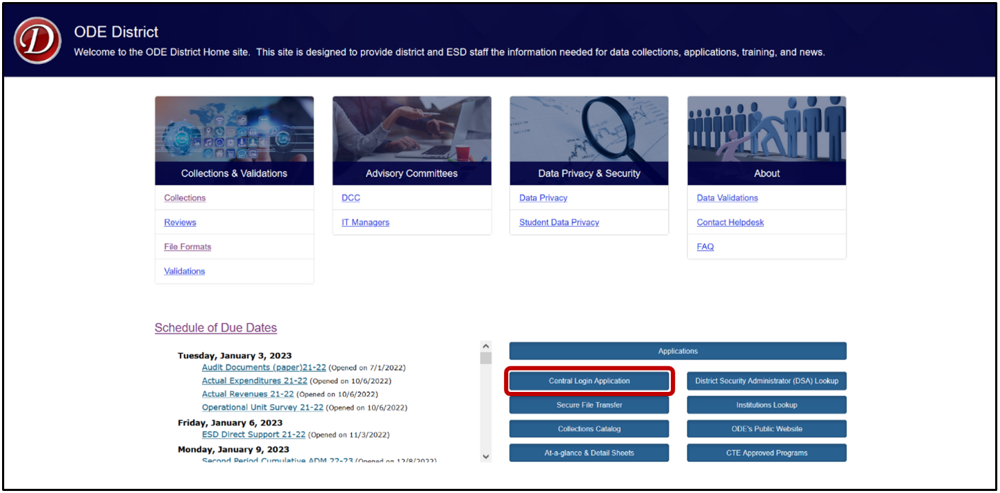 D
ODE District
Welcome to the ODE District Home site. This site is designed to provide district and ESD staff the information needed for data collections, applications, training, and news.
Collections & Validations
Collections
Reviews
File Formats
Validations
Advisory Committees
DCC
IT Managers
Data Privacy & Security
Data Privacy
Student Data Privacy
About
Data Validations
Contact Helpdesk
FAQ
Schedule of Due Dates
Tuesday, January 3, 2023
Audit Documents (paper)21-22 (Opened on 7/1/2022)
Actual Expenditures 21-22 (Opened on 10/6/2022)
Actual Revenues 21-22 (Opened on 10/6/2022)
Operational Unit Survey 21-22 (Opened on 10/6/2022)
Friday, January 6, 2023
ESD Direct Support 21-22 (Opened on 11/3/2022)
Monday, January 9, 2023
Second Period Cumulative ADM 22-23 (Opened on 12/8/2022)
Applications
Central Login Application
District Security Administrator (DSA) Lookup
Secure File Transfer
Institutions Lookup
Collections Catalog
ODE's Public Website
At-a-glance & Detail Sheets
CTE Approved Programs